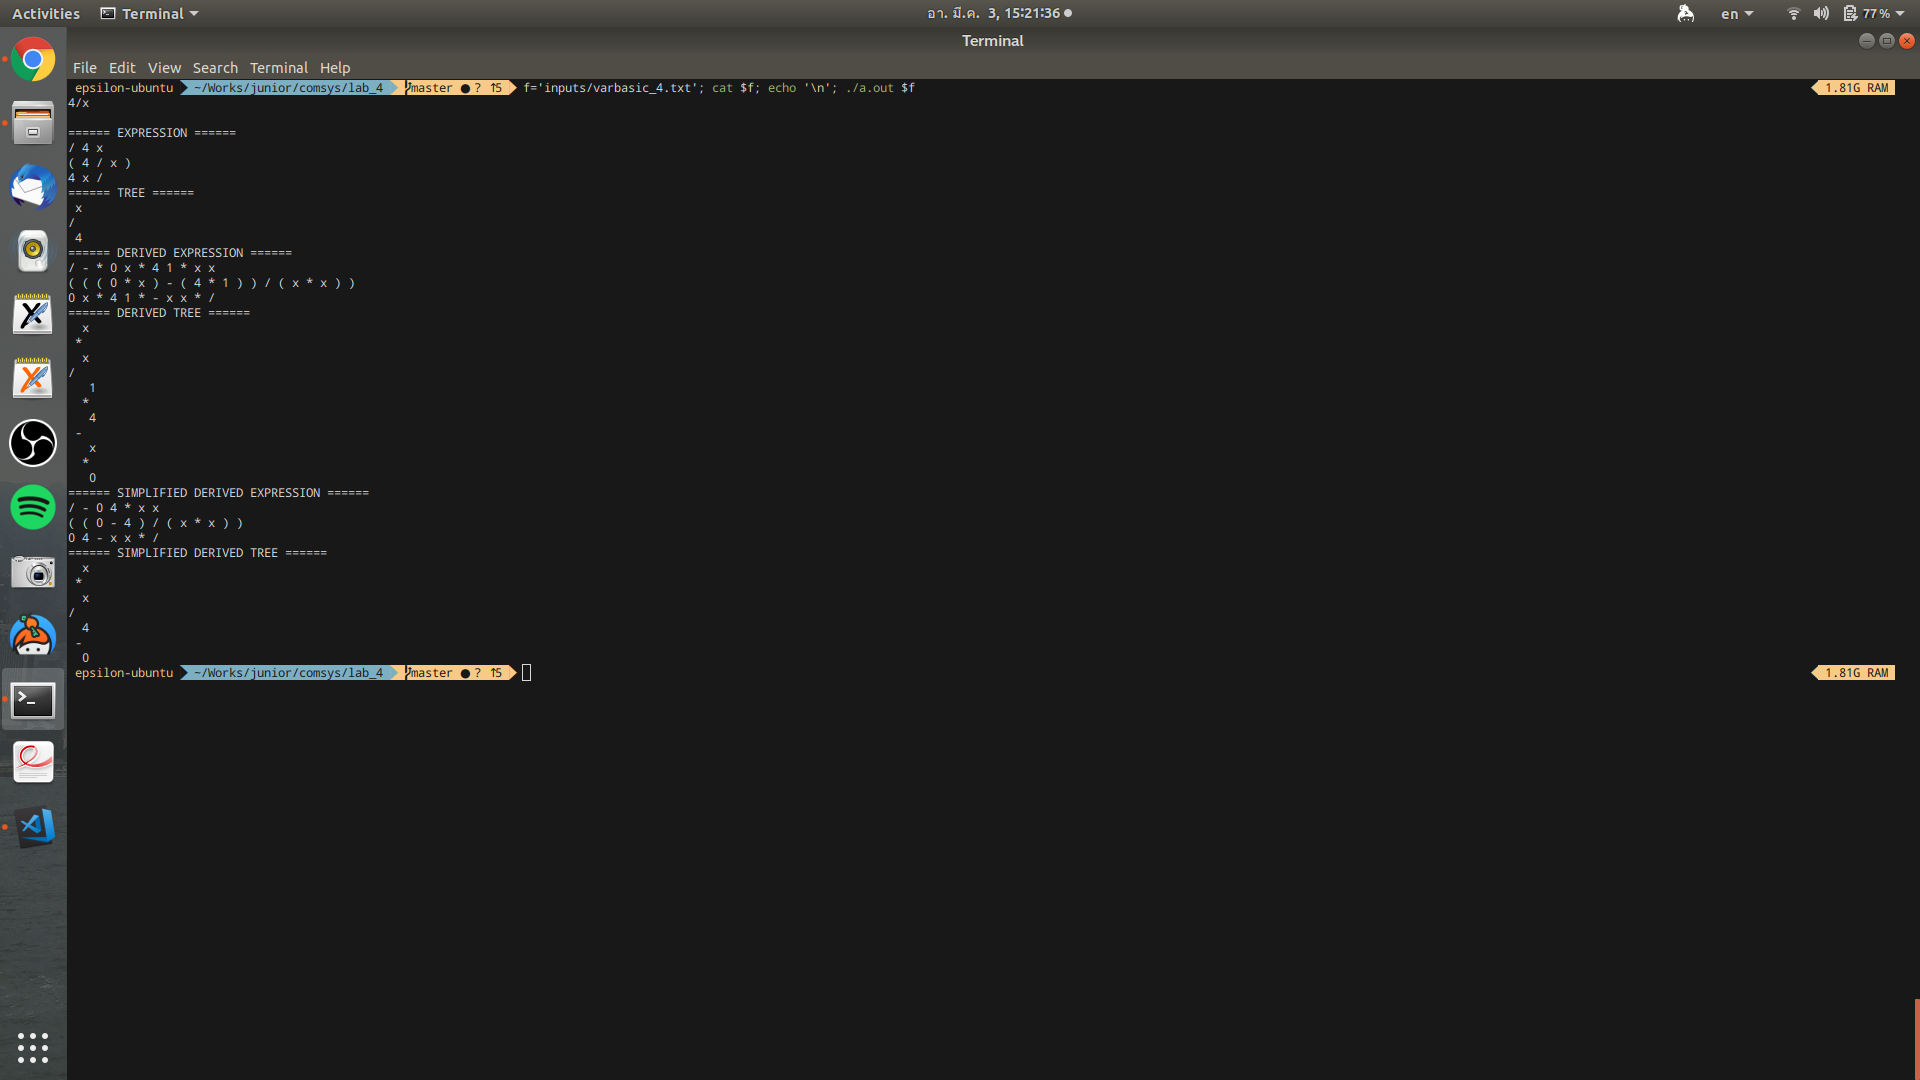 Activities Terminal อา. มี.ค. 3, 15:21:36 en 77%
Terminal
File Edit View Search Terminal Help
epsilon-ubuntu ~/Works/junior/comsys/lab_4 master ● ? ↑5 f='inputs/varbasic_4.txt'; cat $f; echo '\n'; ./a.out $f 1.81G RAM
4/x
====== EXPRESSION ======
/ 4 x
( 4 / x )
4 x /
====== TREE ======
x
/
4
====== DERIVED EXPRESSION ======
/ - * 0 x * 4 1 * x x
( ( ( 0 * x ) - ( 4 * 1 ) ) / ( x * x ) )
0 x * 4 1 * - x x * /
====== DERIVED TREE ======
x
*
x
/
1
*
4
-
x
*
0
====== SIMPLIFIED DERIVED EXPRESSION ======
/ - 0 4 * x x
( ( 0 - 4 ) / ( x * x ) )
0 4 - x x * /
====== SIMPLIFIED DERIVED TREE ======
x
*
x
/
4
-
0
epsilon-ubuntu ~/Works/junior/comsys/lab_4 master ● ? ↑5 1.81G RAM